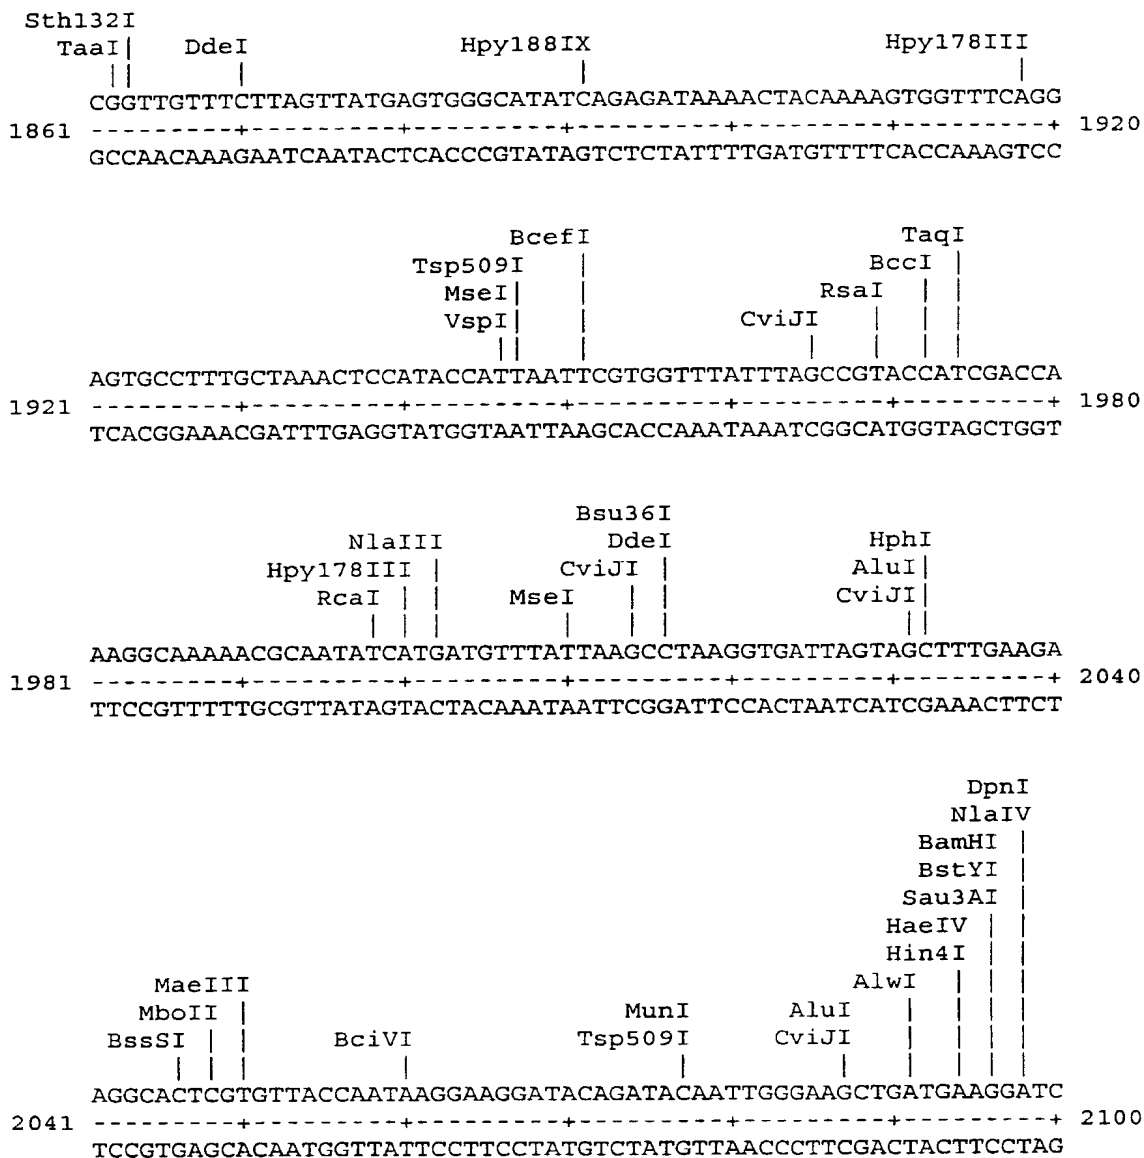 Sth132I
TaaI| DdeI Hpy188IX Hpy178III
CGGTTGTTTCTTAGTTATGAGTGGGCATATCAGAGATAAAACTACAAAAGTGGTTTCAGG
1861 ---------+---------+---------+---------+---------+---------+ 1920
GCCAACAAAGAATCAATACTCACCCGTATAGTCTCTATTTTGATGTTTTCACCAAAGTCC
BcefI TaqI
Tsp509I BccI
MseI RsaI
VspI CviJI
AGTGCCTTTGCTAAACTCCATACCATTAATTCGTGGTTTATTTAGCCGTACCATCGACCA
1921 ---------+---------+---------+---------+---------+---------+ 1980
TCACGGAAACGATTTGAGGTATGGTAATTAAGCACCAAATAAATCGGCATGGTAGCTGGT
Bsu36I
NlaIII DdeI HphI
Hpy178III CviJI AluI
RcaI MseI CviJI
AAGGCAAAAACGCAATATCATGATGTTTATTAAGCCTAAGGTGATTAGTAGCTTTGAAGA
1981 ---------+---------+---------+---------+---------+---------+ 2040
TTCCGTTTTTGCGTTATAGTACTACAAATAATTCGGATTCCACTAATCATCGAAACTTCT
DpnI
NlaIV
BamHI
BstYI
Sau3AI
HaeIV
Hin4I
MaeIII AlwI
MboII MunI AluI
BssSI BciVI Tsp509I CviJI
AGGCACTCGTGTTACCAATAAGGAAGGATACAGATACAATTGGGAAGCTGATGAAGGATC
2041 ---------+---------+---------+---------+---------+---------+ 2100
TCCGTGAGCACAATGGTTATTCCTTCCTATGTCTATGTTAACCCTTCGACTACTTCCTAG